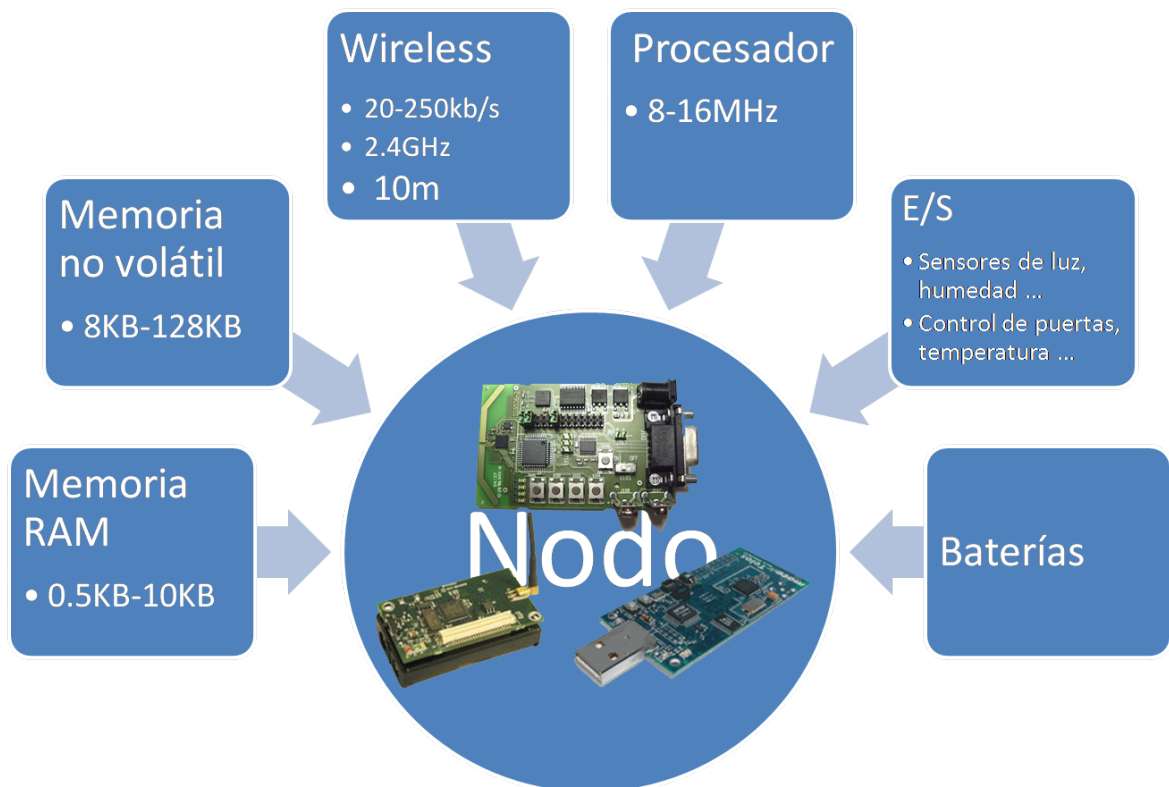 Wireless
• 20-250kb/s
• 2.4GHz
• 10m
Procesador
• 8-16MHz
Memoria
no volátil
• 8KB-128KB
E/S
• Sensores de luz,
humedad ...
• Control de puertas,
temperatura ...
Memoria
RAM
• 0.5KB-10KB
Nodo
Baterías